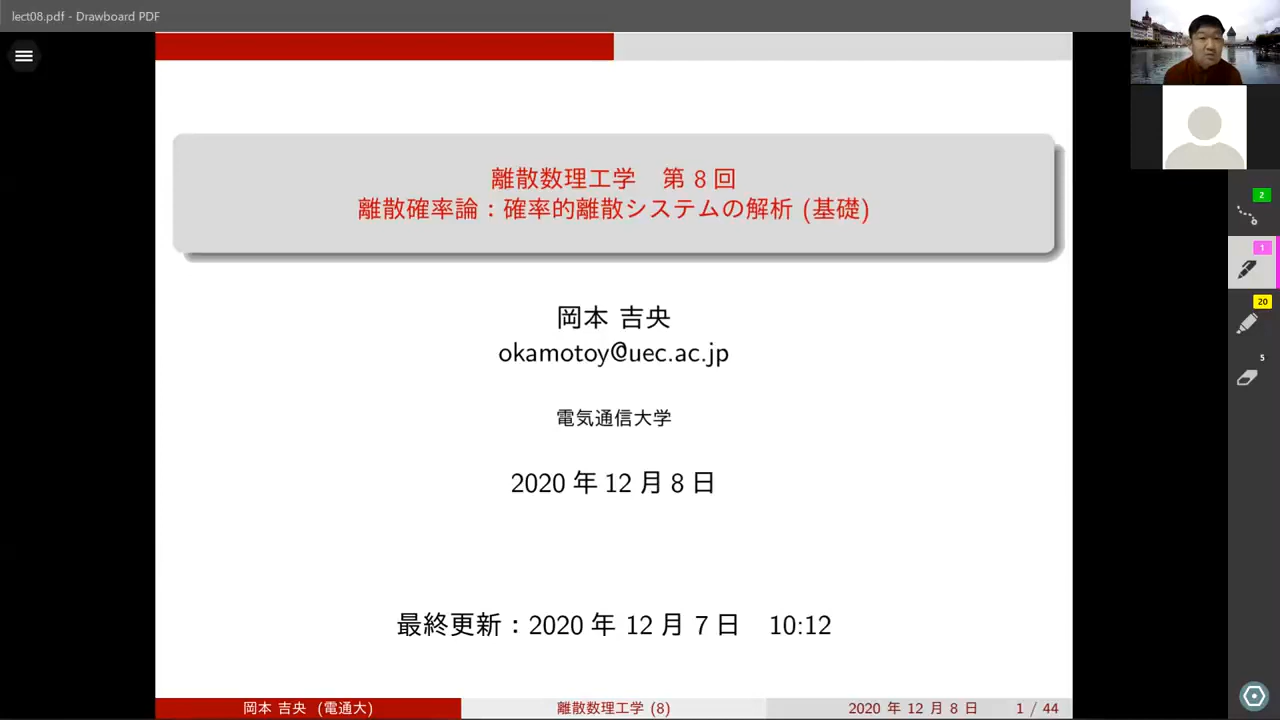 lect08.pdf - Drawboard PDF
離散数理工学　第 8 回
離散確率論：確率的離散システムの解析 (基礎)
岡本 吉央
okamotoy@uec.ac.jp
電気通信大学
2020 年 12 月 8 日
最終更新：2020 年 12 月 7 日　10:12
岡本 吉央 (電通大)
離散数理工学 (8)
2020 年 12 月 8 日
1 / 44
2
1
20
5